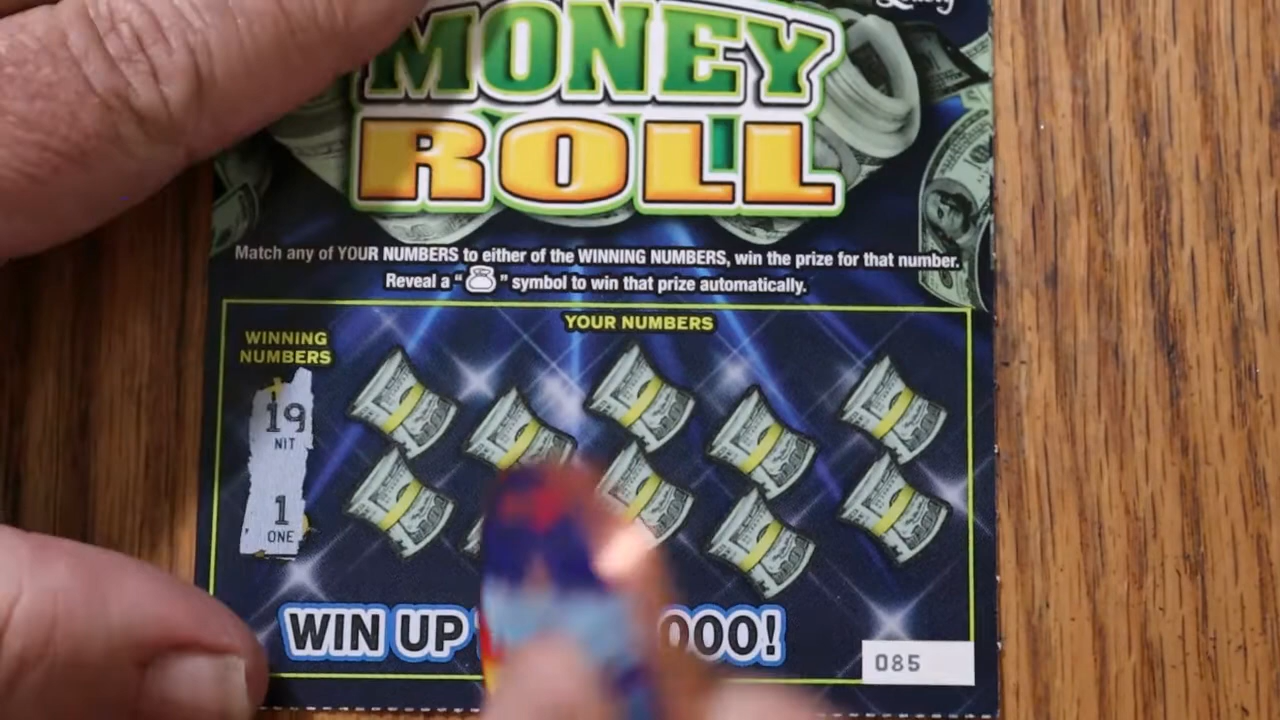 MONEY
ROLL
Match any of YOUR NUMBERS to either of the WINNING NUMBERS, win the prize for that number.
Reveal a " " symbol to win that prize automatically.
YOUR NUMBERS
WINNING
NUMBERS
19
NIT
1
ONE
WIN UP 000!
085